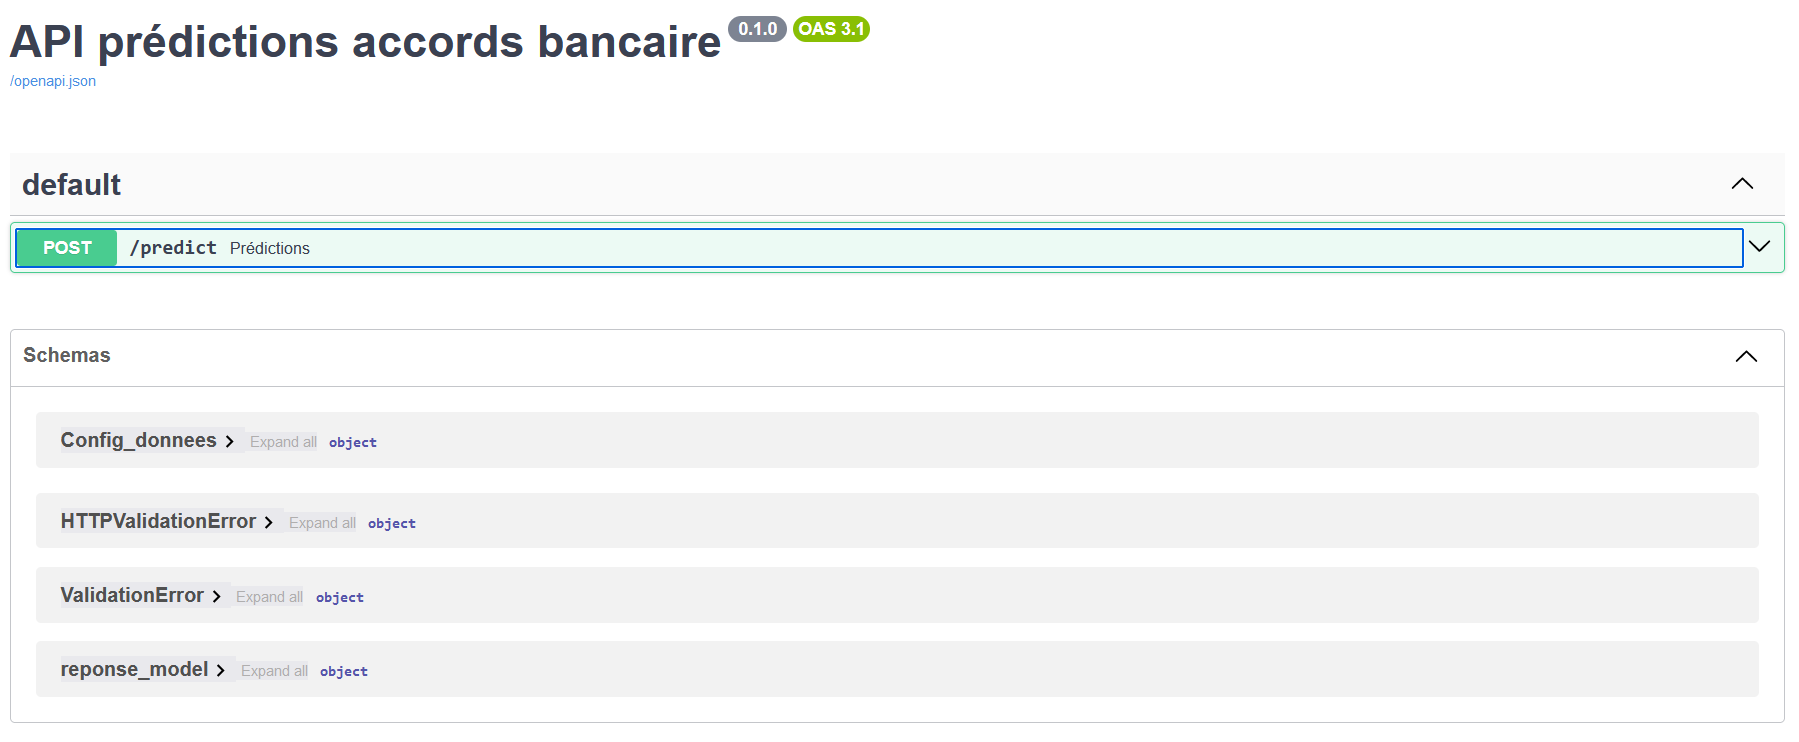 API prédictions accords bancaire 0.1.0 OAS 3.1
/openapi.json
default
POST /predict Prédictions
Schemas
Config_donnees Expand all object
HTTPValidationError Expand all object
ValidationError Expand all object
reponse_model Expand all object